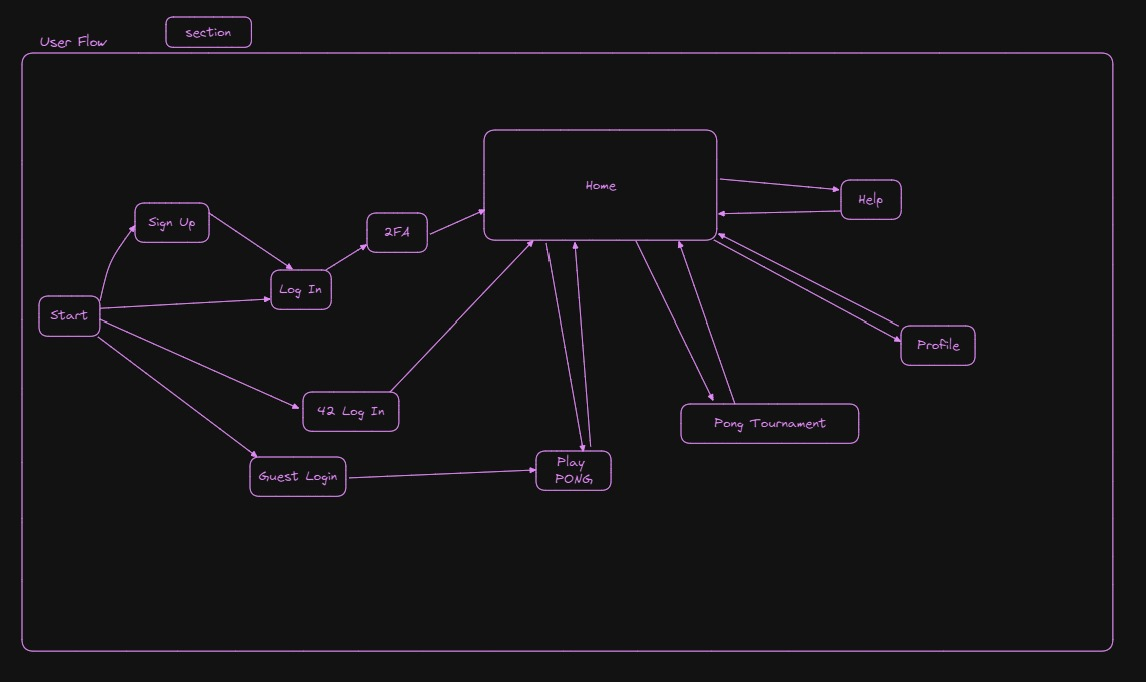 section
User Flow
Home
Help
Sign Up
2FA
Log In
Start
Profile
42 Log In
Pong Tournament
Guest Login
Play
PONG